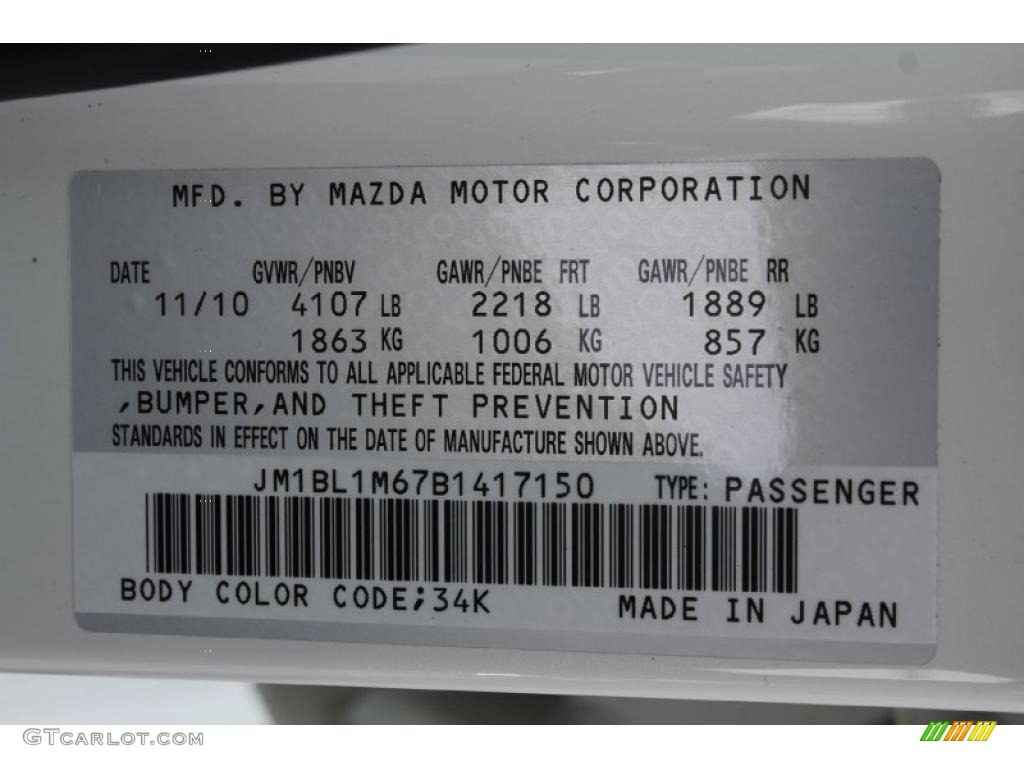 MFD. BY MAZDA MOTOR CORPORATION
DATE GVWR/PNBV GAWR/PNBE FRT GAWR/PNBE RR
11/10 4107 LB 2218 LB 1889 LB
1863 KG 1006 KG 857 KG
THIS VEHICLE CONFORMS TO ALL APPLICABLE FEDERAL MOTOR VEHICLE SAFETY
,BUMPER,AND THEFT PREVENTION
STANDARDS IN EFFECT ON THE DATE OF MANUFACTURE SHOWN ABOVE.
JM1BL1M67B1417150 TYPE: PASSENGER
BODY COLOR CODE;34K MADE IN JAPAN
GTCARLOT.COM